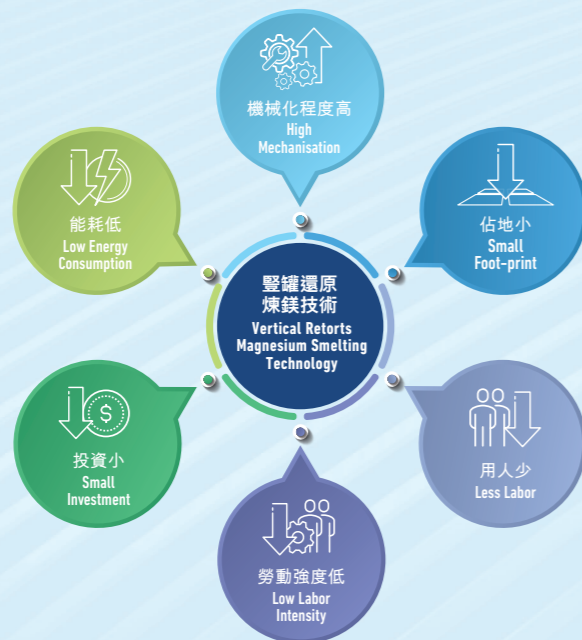 機械化程度高
High
Mechanisation
能耗低
Low Energy
Consumption
佔地小
Small
Foot-print
豎罐還原
煉鎂技術
Vertical Retorts
Magnesium Smelting
Technology
$
投資小
Small
Investment
用人少
Less Labor
勞動強度低
Low Labor
Intensity